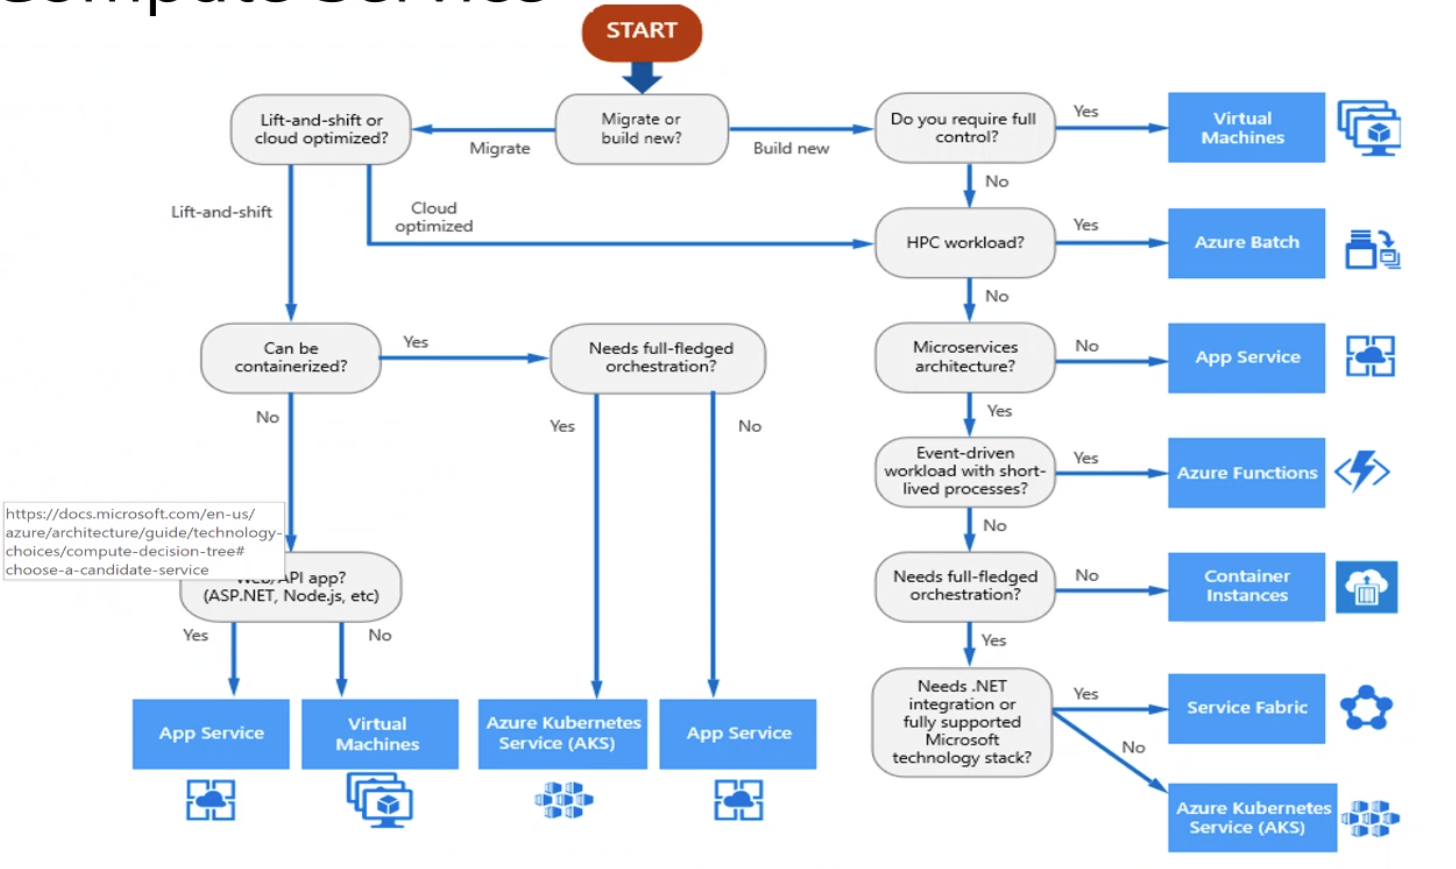 START
Lift-and-shift or
cloud optimized?
Migrate or
build new?
Do you require full
control?
Yes
Virtual
Machines
Migrate
Build new
No
Lift-and-shift
Cloud
optimized
HPC workload?
Yes
Azure Batch
No
Can be
containerized?
Yes
Needs full-fledged
orchestration?
Microservices
architecture?
No
App Service
No
Yes
No
Yes
Event-driven
workload with short-
lived processes?
Yes
Azure Functions
https://docs.microsoft.com/en-us/
azure/architecture/guide/technology-
choices/compute-decision-tree#
choose-a-candidate-service
No
Web/API app?
(ASP.NET, Node.js, etc)
Needs full-fledged
orchestration?
No
Container
Instances
Yes
No
Yes
App Service
Virtual
Machines
Azure Kubernetes
Service (AKS)
App Service
Needs .NET
integration or
fully supported
Microsoft
technology stack?
Yes
Service Fabric
No
Azure Kubernetes
Service (AKS)